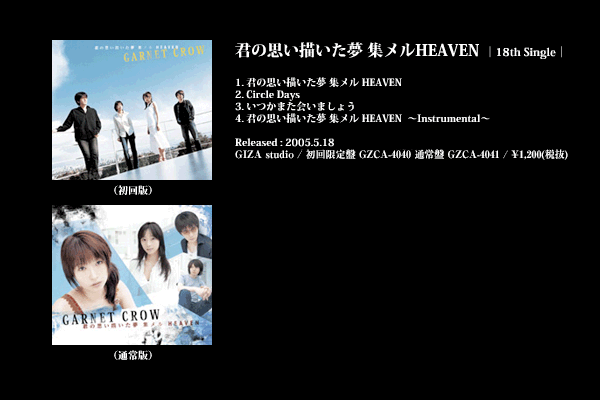 君の思い描いた夢 集メルHEAVEN |18th Single|
君の思い描いた夢 集メル HEAVEN
GARNET CROW
1. 君の思い描いた夢 集メル HEAVEN
2. Circle Days
3. いつかまた会いましょう
4. 君の思い描いた夢 集メル HEAVEN 〜Instrumental〜
Released : 2005.5.18
GIZA studio / 初回限定盤 GZCA-4040 通常盤 GZCA-4041 / ¥1,200(税抜)
(初回版)
GARNET CROW
君の思い描いた夢 集メル HEAVEN
(通常版)